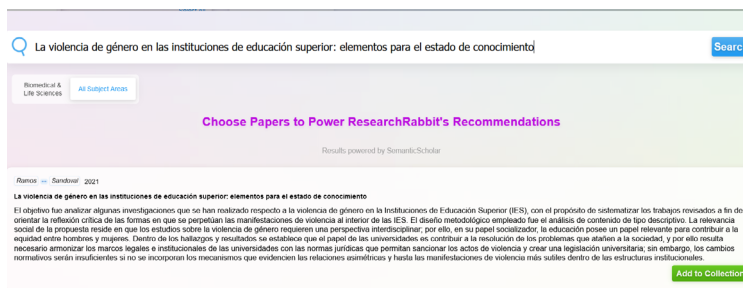 La violencia de género en las instituciones de educación superior: elementos para el estado de conocimiento
Searc
Biomedical &
Life Sciences
All Subject Areas
Choose Papers to Power ResearchRabbit's Recommendations
Results powered by SemanticScholar
Ramos ··· Sandoval 2021
La violencia de género en las instituciones de educación superior: elementos para el estado de conocimiento
El objetivo fue analizar algunas investigaciones que se han realizado respecto a la violencia de género en la Instituciones de Educación Superior (IES), con el propósito de sistematizar los trabajos revisados a fin de
orientar la reflexión crítica de las formas en que se perpetúan las manifestaciones de violencia al interior de las IES. El diseño metodológico empleado fue el análisis de contenido de tipo descriptivo. La relevancia
social de la propuesta reside en que los estudios sobre la violencia de género requieren una perspectiva interdisciplinar; por ello, en su papel socializador, la educación posee un papel relevante para contribuir a la
equidad entre hombres y mujeres. Dentro de los hallazgos y resultados se establece que el papel de las universidades es contribuir a la resolución de los problemas que atañen a la sociedad, y por ello resulta
necesario armonizar los marcos legales e institucionales de las universidades con las normas jurídicas que permitan sancionar los actos de violencia y crear una legislación universitaria; sin embargo, los cambios
normativos serán insuficientes si no se incorporan los mecanismos que evidencien las relaciones asimétricas y hasta las manifestaciones de violencia más sutiles dentro de las estructuras institucionales.
Add to Collection